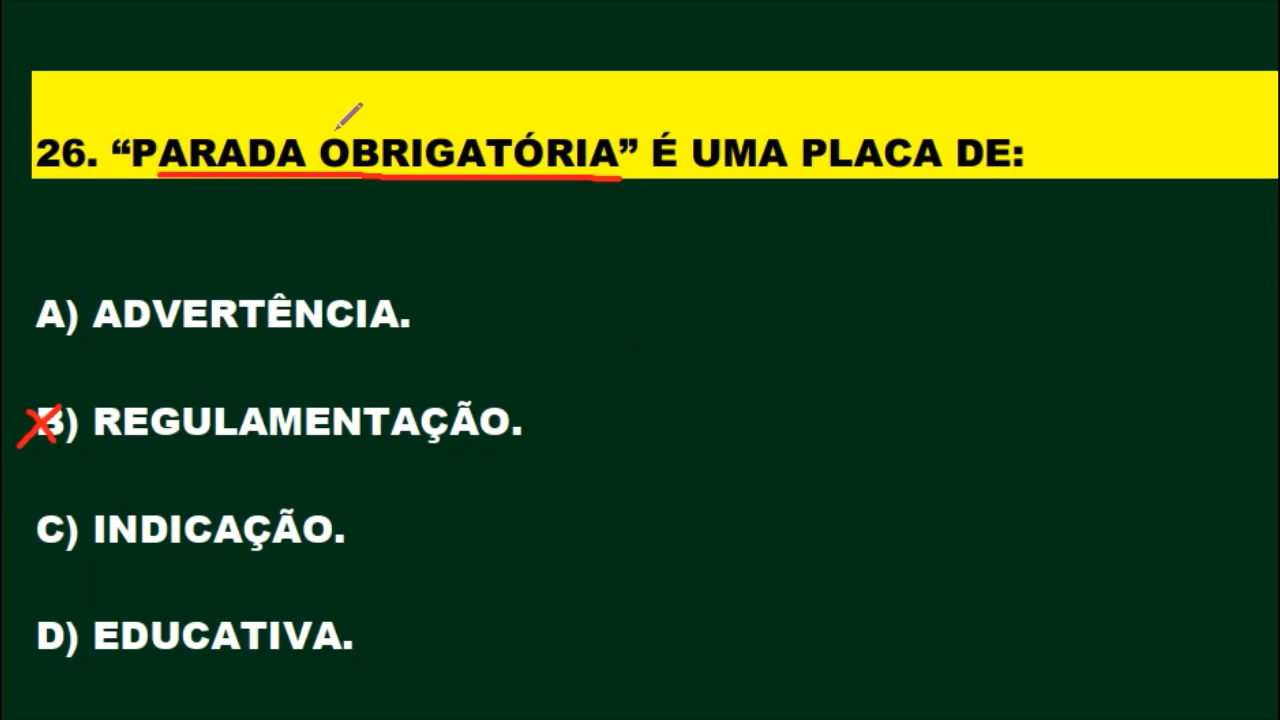 26. “PARADA OBRIGATÓRIA” É UMA PLACA DE:
A) ADVERTÊNCIA.
B) REGULAMENTAÇÃO.
C) INDICAÇÃO.
D) EDUCATIVA.